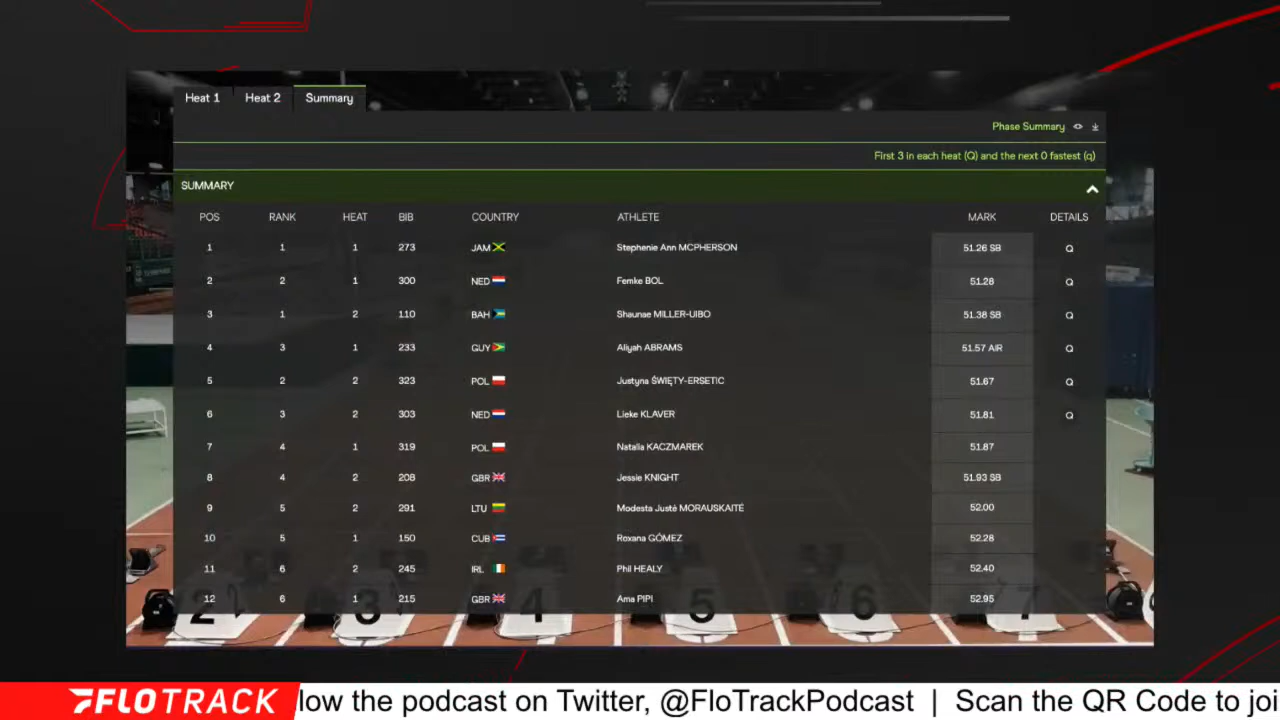 Heat 1 Heat 2 Summary
Phase Summary
First 3 in each heat (Q) and the next 0 fastest (q)
SUMMARY
POS RANK HEAT BIB COUNTRY ATHLETE MARK DETAILS
1 1 1 273 JAM Stephenie Ann MCPHERSON 51.26 SB Q
2 2 1 300 NED Femke BOL 51.28 Q
3 1 2 110 BAH Shaunae MILLER-UIBO 51.38 SB Q
4 3 1 233 GUY Aliyah ABRAMS 51.57 AIR Q
5 2 2 323 POL Justyna ŚWIĘTY-ERSETIC 51.67 Q
6 3 2 303 NED Lieke KLAVER 51.81 Q
7 4 1 319 POL Natalia KACZMAREK 51.87
8 4 2 208 GBR Jessie KNIGHT 51.93 SB
9 5 2 291 LTU Modesta Justė MORAUSKAITĖ 52.00
10 5 1 150 CUB Roxana GÓMEZ 52.28
11 6 2 245 IRL Phil HEALY 52.40
12 6 1 215 GBR Ama PIPI 52.95
2 3 4 5 6 7
FLOTRACK low the podcast on Twitter, @FloTrackPodcast | Scan the QR Code to joi